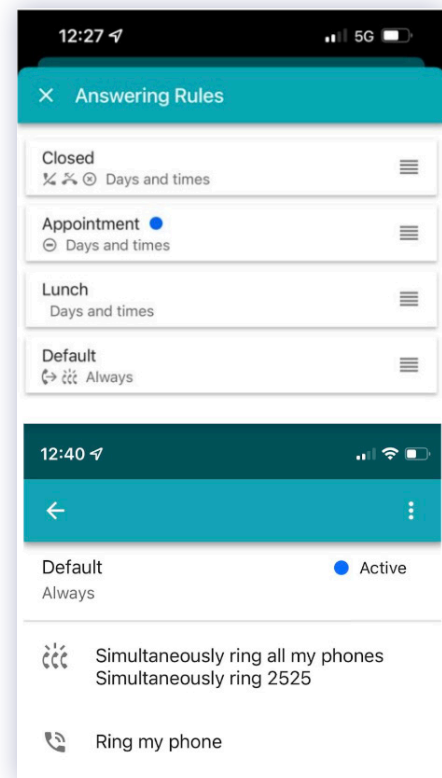 12:27 5G
Answering Rules
Closed
Days and times
Appointment
Days and times
Lunch
Days and times
Default
Always
12:40
Default Active
Always
Simultaneously ring all my phones
Simultaneously ring 2525
Ring my phone